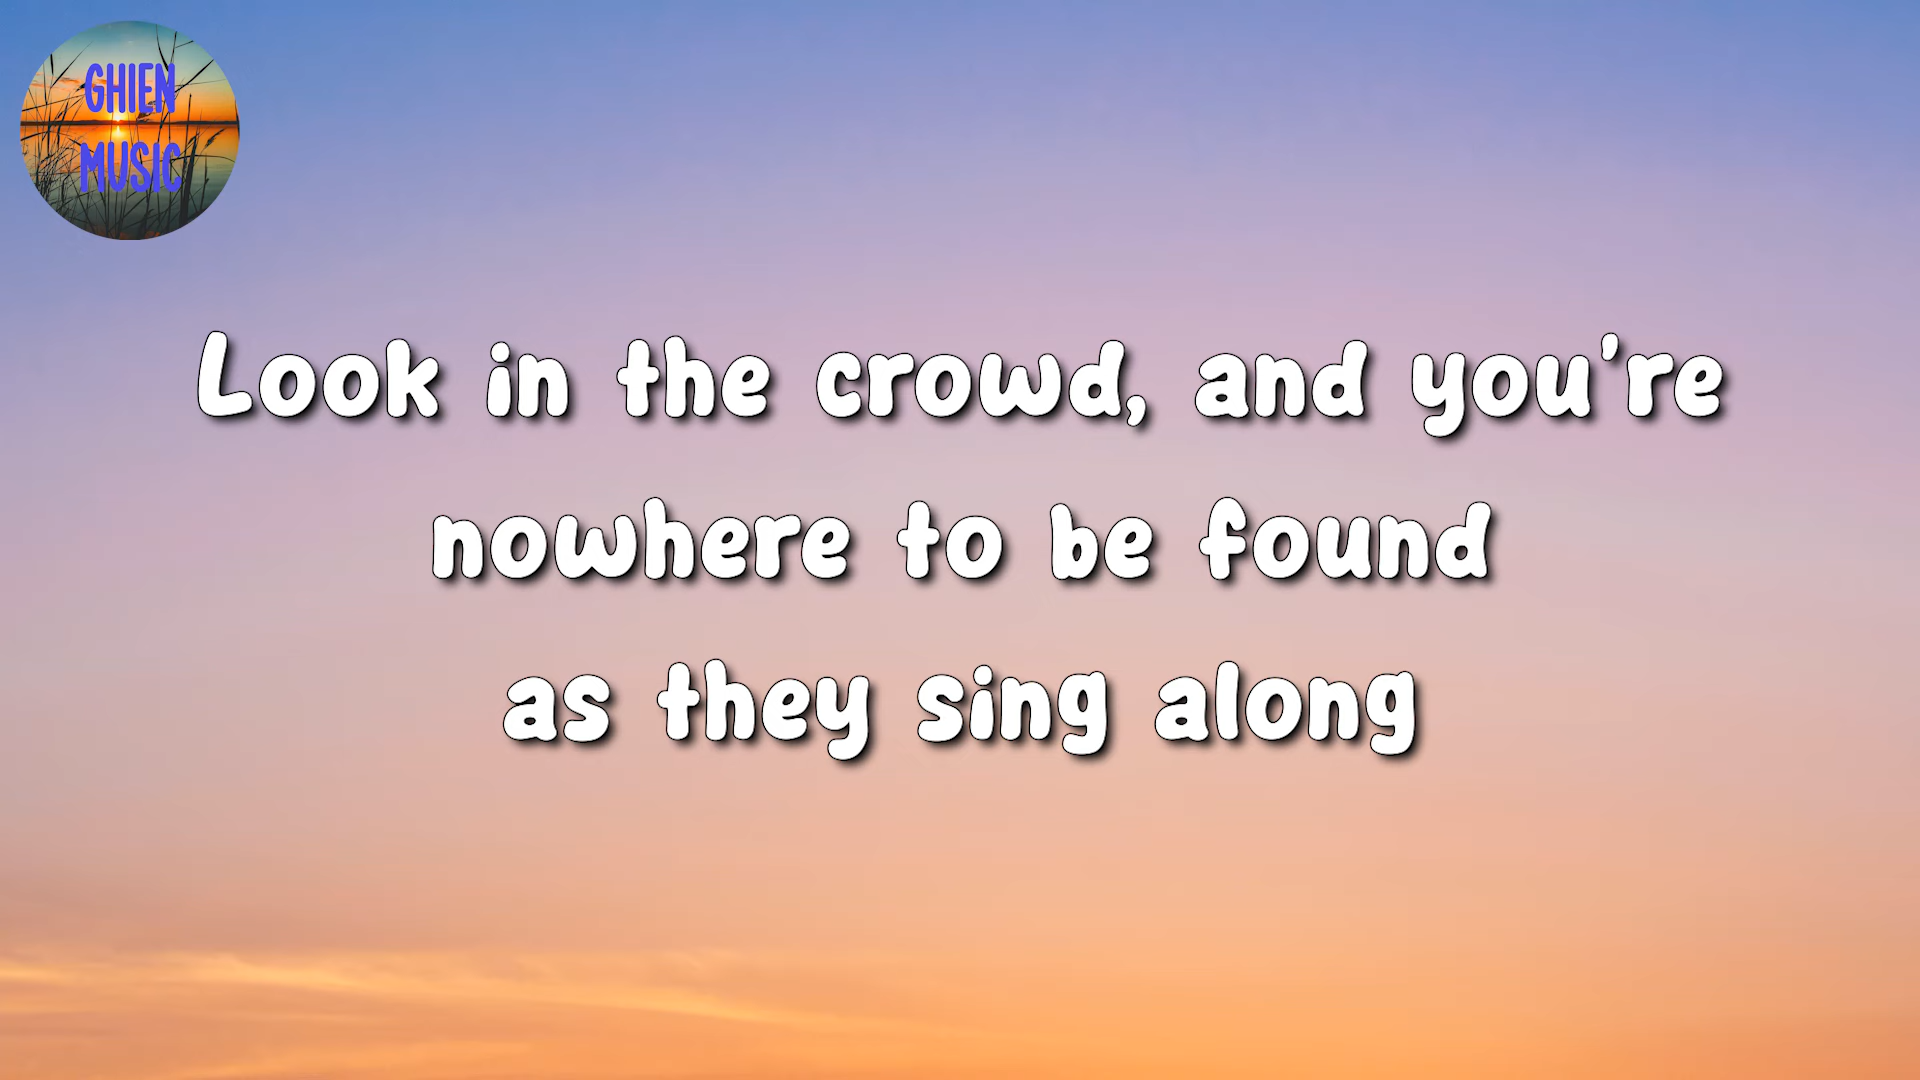 GHIEN
MUSIC
Look in the crowd, and you're
nowhere to be found
as they sing along